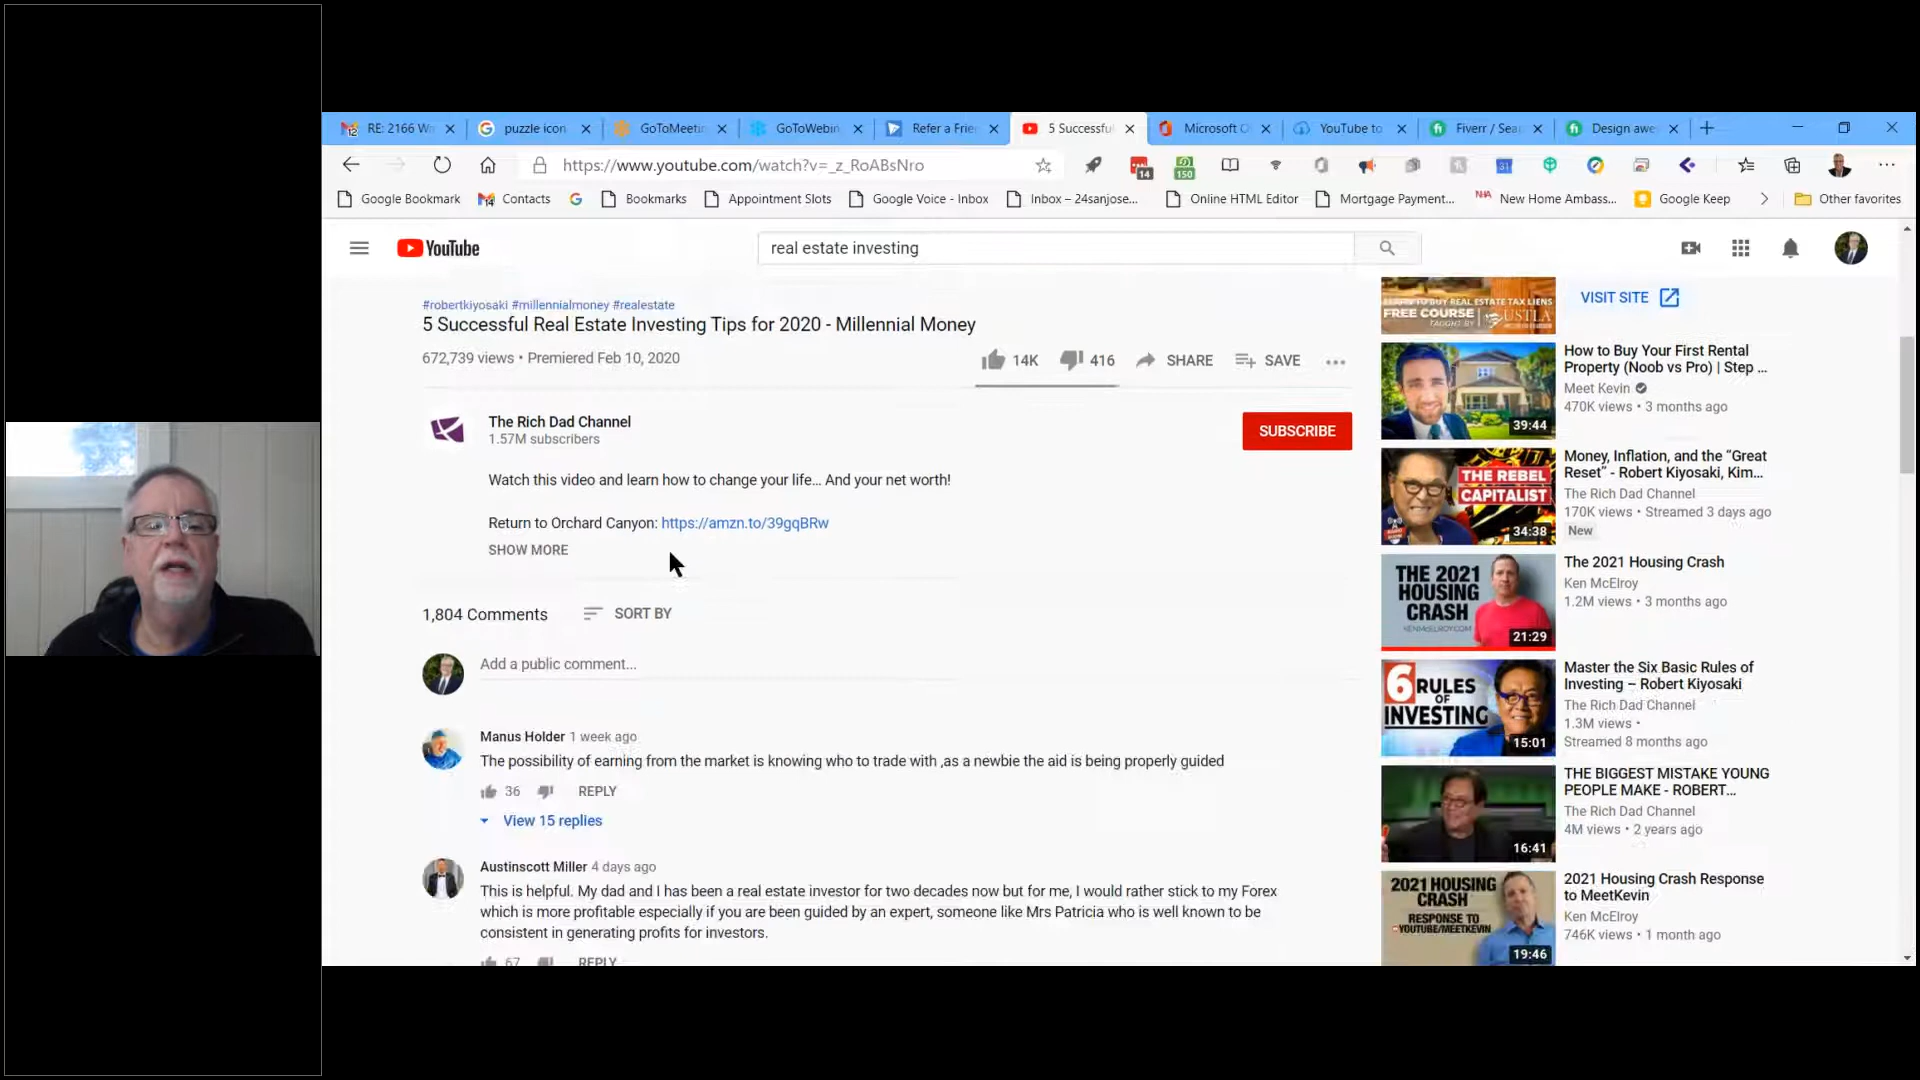 RE: 2166 W
puzzle icon
GoToMeeti
GoToWebin
Refer a Frie
5 Successfu
Microsoft O
YouTube to
Fiverr / Sea
Design awe
https://www.youtube.com/watch?v=_z_RoABsNro
14
150
31
Google Bookmark
Contacts
Bookmarks
Appointment Slots
Google Voice - Inbox
Inbox – 24sanjose...
Online HTML Editor
Mortgage Payment...
NHA
New Home Ambass...
Google Keep
Other favorites
YouTube
real estate investing
#robertkiyosaki #millennialmoney #realestate
5 Successful Real Estate Investing Tips for 2020 - Millennial Money
672,739 views • Premiered Feb 10, 2020
14K
416
SHARE
SAVE
The Rich Dad Channel
1.57M subscribers
SUBSCRIBE
Watch this video and learn how to change your life... And your net worth!
Return to Orchard Canyon: https://amzn.to/39gqBRw
SHOW MORE
1,804 Comments
SORT BY
Add a public comment...
Manus Holder 1 week ago
The possibility of earning from the market is knowing who to trade with ,as a newbie the aid is being properly guided
36
REPLY
View 15 replies
Austinscott Miller 4 days ago
This is helpful. My dad and I has been a real estate investor for two decades now but for me, I would rather stick to my Forex
which is more profitable especially if you are been guided by an expert, someone like Mrs Patricia who is well known to be
consistent in generating profits for investors.
67
REPLY
BUY REAL ESTATE TAX LIENS
FREE COURSE
TAUGHT BY
USTLA
VISIT SITE
How to Buy Your First Rental
Property (Noob vs Pro) | Step ...
Meet Kevin
470K views • 3 months ago
39:44
THE REBEL
CAPITALIST
34:38
Money, Inflation, and the “Great
Reset” - Robert Kiyosaki, Kim...
The Rich Dad Channel
170K views • Streamed 3 days ago
New
THE 2021
HOUSING
CRASH
KENMCELROY.COM
21:29
The 2021 Housing Crash
Ken McElroy
1.2M views • 3 months ago
6 RULES
OF
INVESTING
15:01
Master the Six Basic Rules of
Investing – Robert Kiyosaki
The Rich Dad Channel
1.3M views •
Streamed 8 months ago
16:41
THE BIGGEST MISTAKE YOUNG
PEOPLE MAKE - ROBERT...
The Rich Dad Channel
4M views • 2 years ago
2021 HOUSING
CRASH
RESPONSE TO
YOUTUBE/MEETKEVIN
19:46
2021 Housing Crash Response
to MeetKevin
Ken McElroy
746K views • 1 month ago